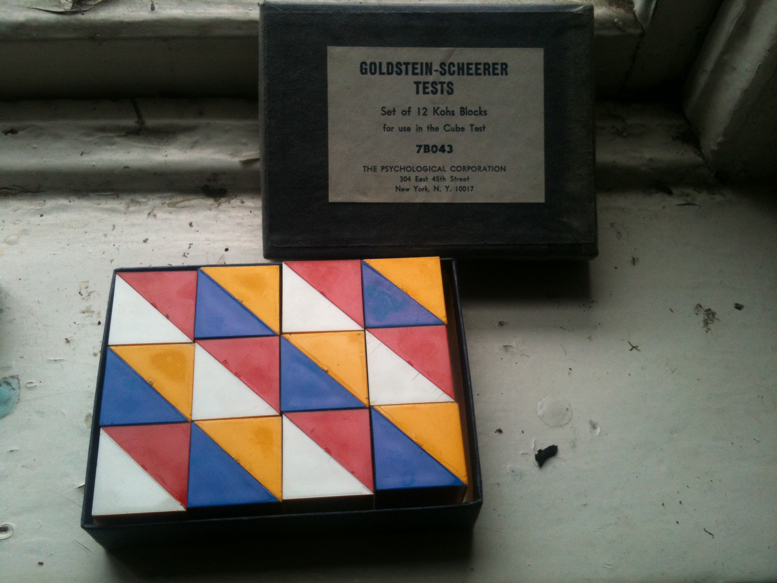 GOLDSTEIN-SCHEERER
TESTS
Set of 12 Kohs Blocks
for use in the Cube Test
7B043
THE PSYCHOLOGICAL CORPORATION
304 East 45th Street
New York, N. Y. 10017